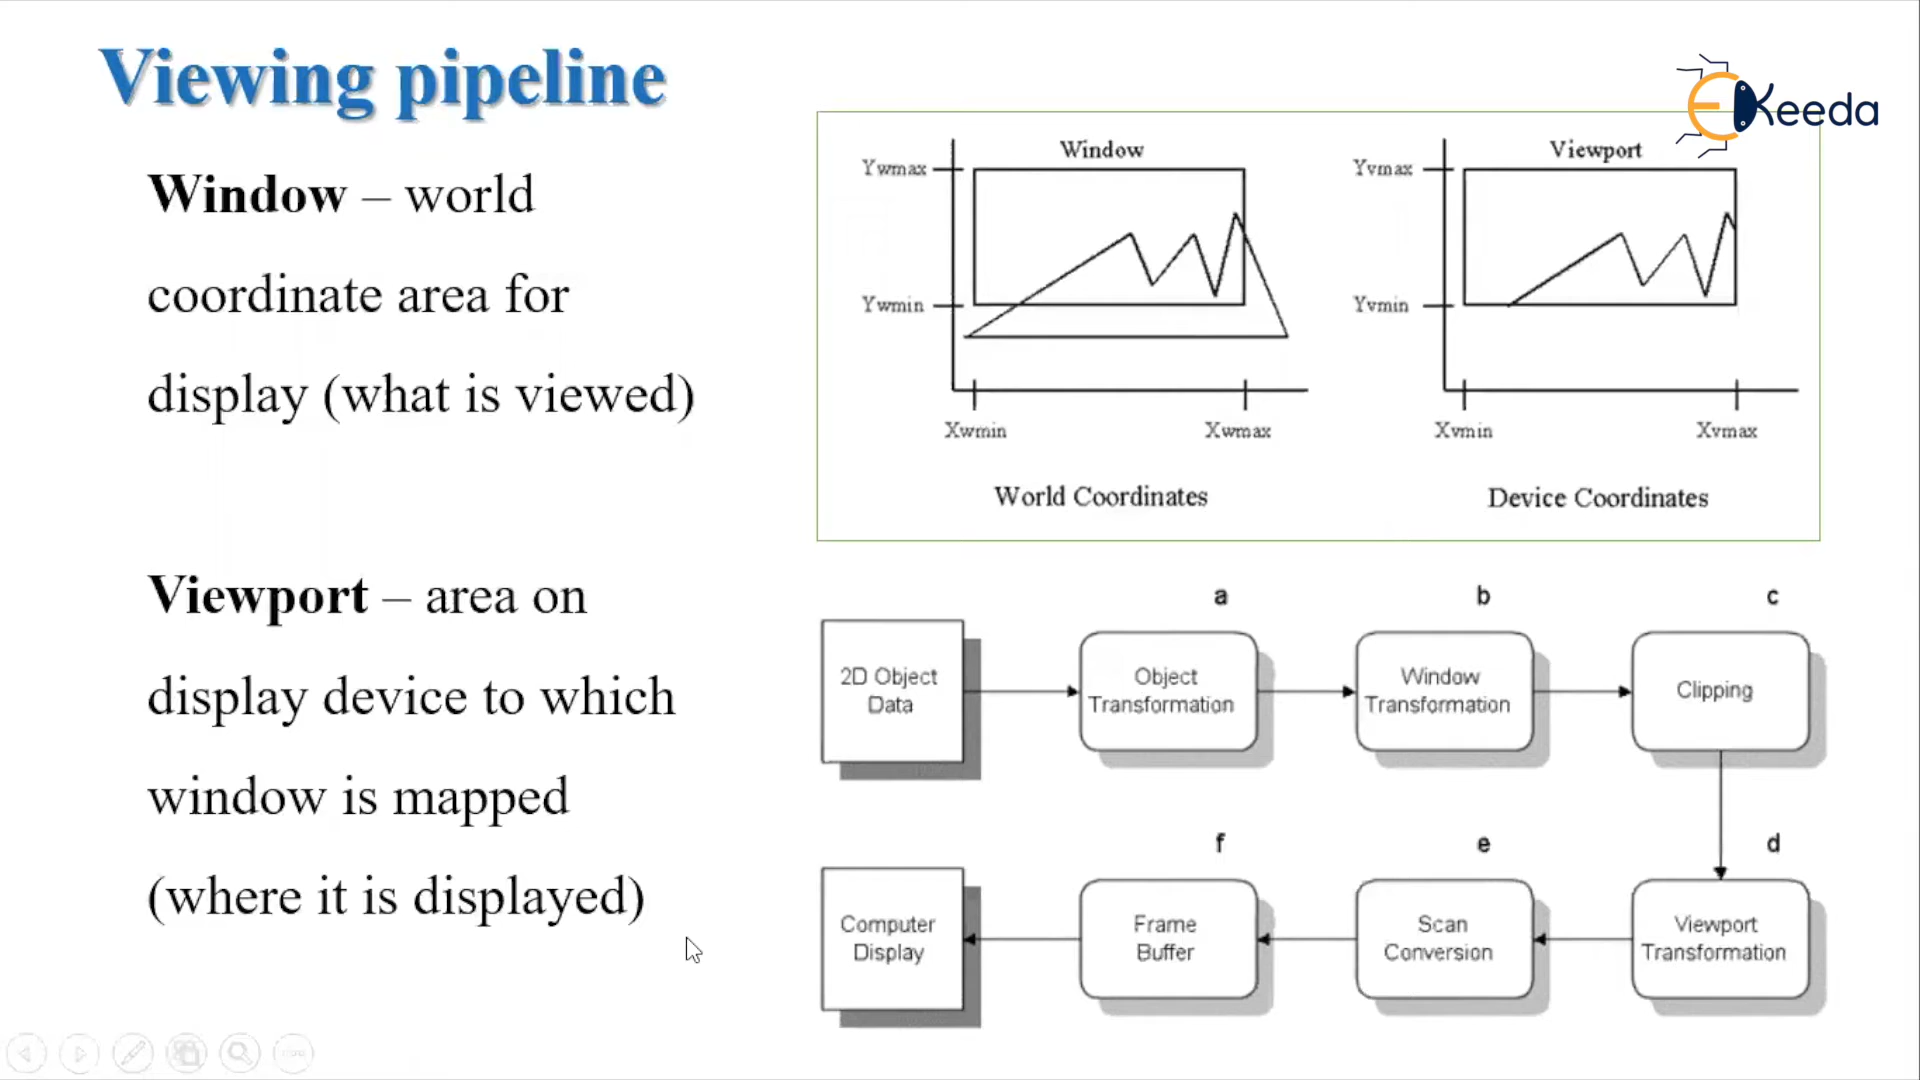 Viewing pipeline
EKeeda
Window – world
coordinate area for
display (what is viewed)
Viewport – area on
display device to which
window is mapped
(where it is displayed)
Window
Ywmax
Ywmin
Xwmin
Xwmax
World Coordinates
Viewport
Yvmax
Yvmin
Xvmin
Xvmax
Device Coordinates
a
b
c
2D Object
Data
Object
Transformation
Window
Transformation
Clipping
f
e
d
Computer
Display
Frame
Buffer
Scan
Conversion
Viewport
Transformation